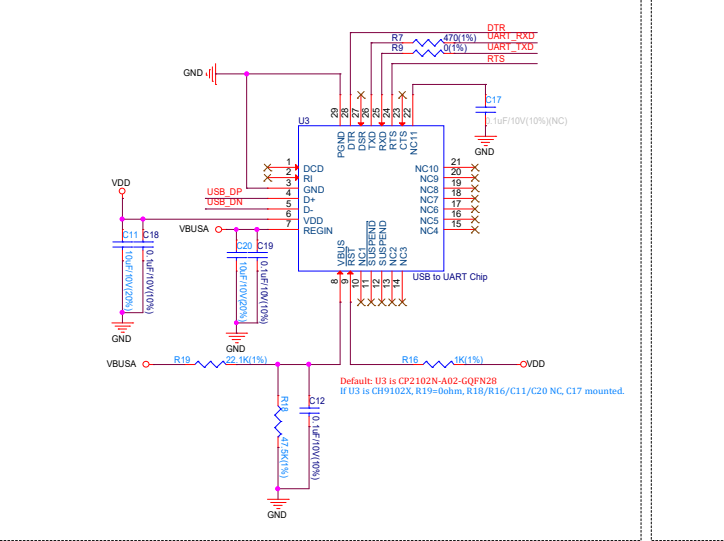 DTR
R7 470(1%) UART_RXD
R9 0(1%) UART_TXD
RTS
GND
C17
0.1uF/10V(10%)(NC)
GND
29 28 27 26 25 24 23 22
U3
PGND DTR DSR TXD RXD RTS CTS NC11
1 DCD
2 RI
3 GND
USB_DP 4 D+
USB_DN 5 D-
6 VDD
7 REGIN
NC10 21
NC9 20
NC8 19
NC7 18
NC6 17
NC5 16
NC4 15
VBUS RST NC1 SUSPEND SUSPEND NC2 NC3
8 9 10 11 12 13 14
USB to UART Chip
VDD
C11 C18
10uF/10V(20%)
0.1uF/10V(10%)
GND
VBUSA
C20 C19
10uF/10V(20%)
0.1uF/10V(10%)
GND
VBUSA R19 22.1K(1%)
R16 1K(1%) VDD
Default: U3 is CP2102N-A02-GQFN28
If U3 is CH9102X, R19=0ohm, R18/R16/C11/C20 NC, C17 mounted.
R18
47.5K(1%)
C12
0.1uF/10V(10%)
GND